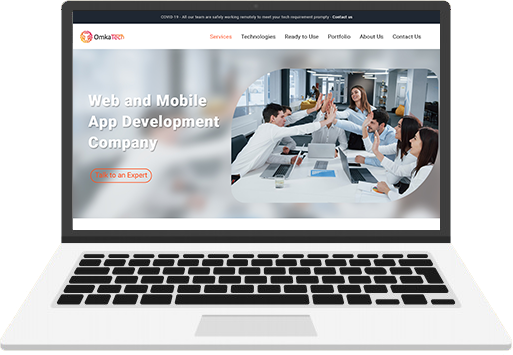 COVID-19 - All our team are safely working remotely to meet your tech requirement promptly - Contact us
OmkaTech
Services Technologies Ready to Use Portfolio About Us Contact Us
Web and Mobile
App Development
Company
Talk to an Expert